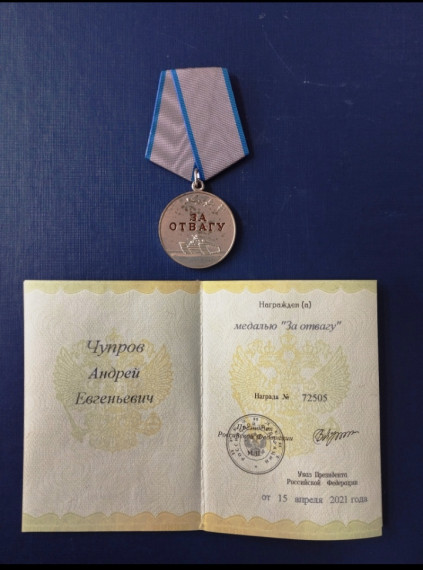 ЗА
ОТВАГУ
Чупров
Андрей
Евгеньевич
Награжден (а)
медалью "За отвагу"
Награда № 72505
Президент
Российской Федерации
Указ Президента
Российской Федерации
от 15 апреля 2021 года